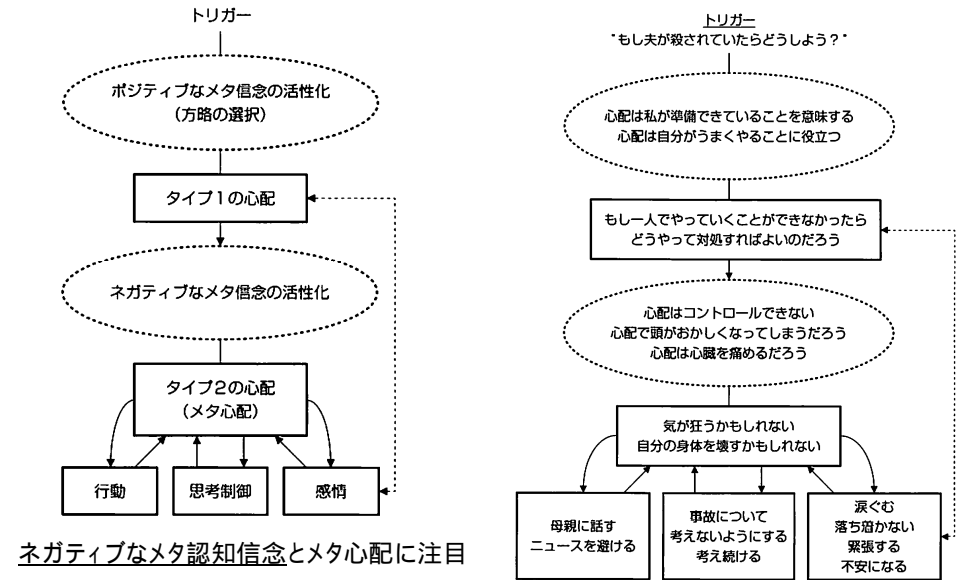 トリガー
ポジティブなメタ信念の活性化
(方略の選択)
タイプ1の心配
ネガティブなメタ信念の活性化
タイプ2の心配
(メタ心配)
行動
思考制御
感情
ネガティブなメタ認知信念とメタ心配に注目
トリガー
"もし夫が殺されていたらどうしよう?"
心配は私が準備できていることを意味する
心配は自分がうまくやることに役立つ
もし一人でやっていくことができなかったら
どうやって対処すればよいのだろう
心配はコントロールできない
心配で頭がおかしくなってしまうだろう
心配は心臓を痛めるだろう
気が狂うかもしれない
自分の身体を壊すかもしれない
母親に話す
ニュースを避ける
事故について
考えないようにする
考え続ける
涙ぐむ
落ち着かない
緊張する
不安になる